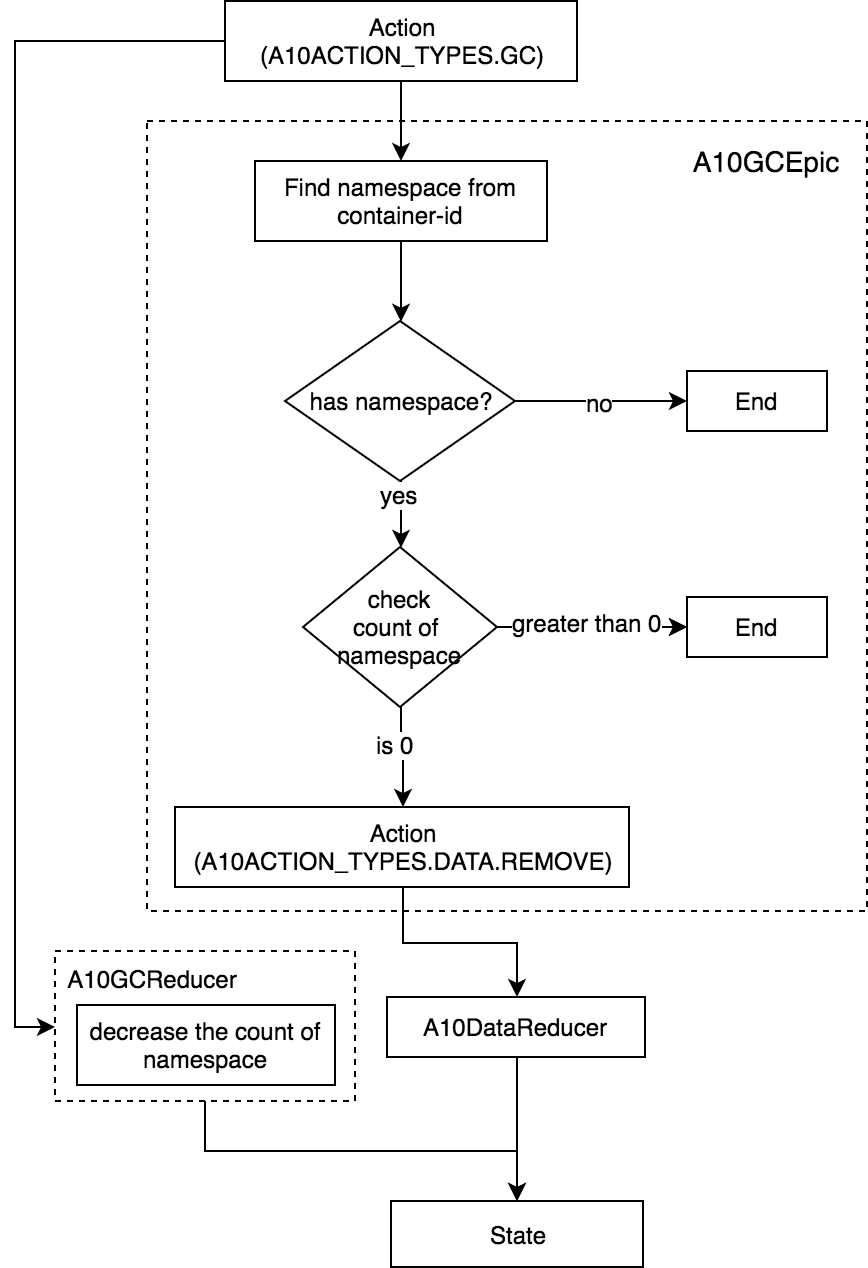 Action
(A10ACTION_TYPES.GC)
A10GCEpic
Find namespace from
container-id
has namespace?
no
End
yes
check
count of
namespace
greater than 0
End
is 0
Action
(A10ACTION_TYPES.DATA.REMOVE)
A10GCReducer
decrease the count of
namespace
A10DataReducer
State